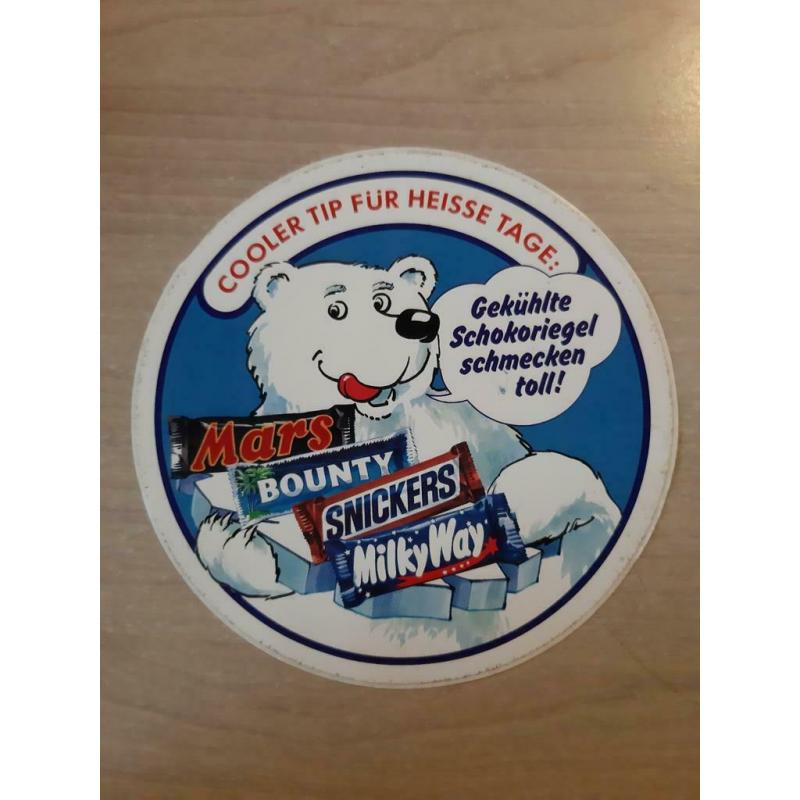 COOLER TIP FÜR HEISSE TAGE:
Gekühlte
Schokoriegel
schmecken
toll!
Mars
BOUNTY
SNICKERS
MilkyWay